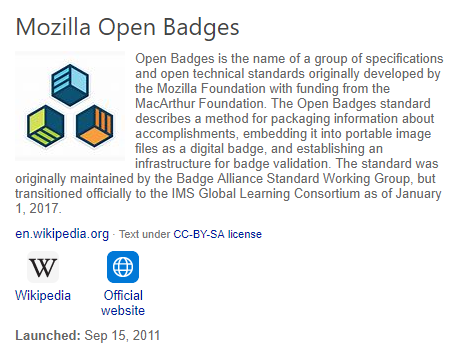 Mozilla Open Badges
Open Badges is the name of a group of specifications
and open technical standards originally developed by
the Mozilla Foundation with funding from the
MacArthur Foundation. The Open Badges standard
describes a method for packaging information about
accomplishments, embedding it into portable image
files as a digital badge, and establishing an
infrastructure for badge validation. The standard was
originally maintained by the Badge Alliance Standard Working Group, but
transitioned officially to the IMS Global Learning Consortium as of January
1, 2017.
en.wikipedia.org · Text under CC-BY-SA license
W
Wikipedia
Official
website
Launched: Sep 15, 2011